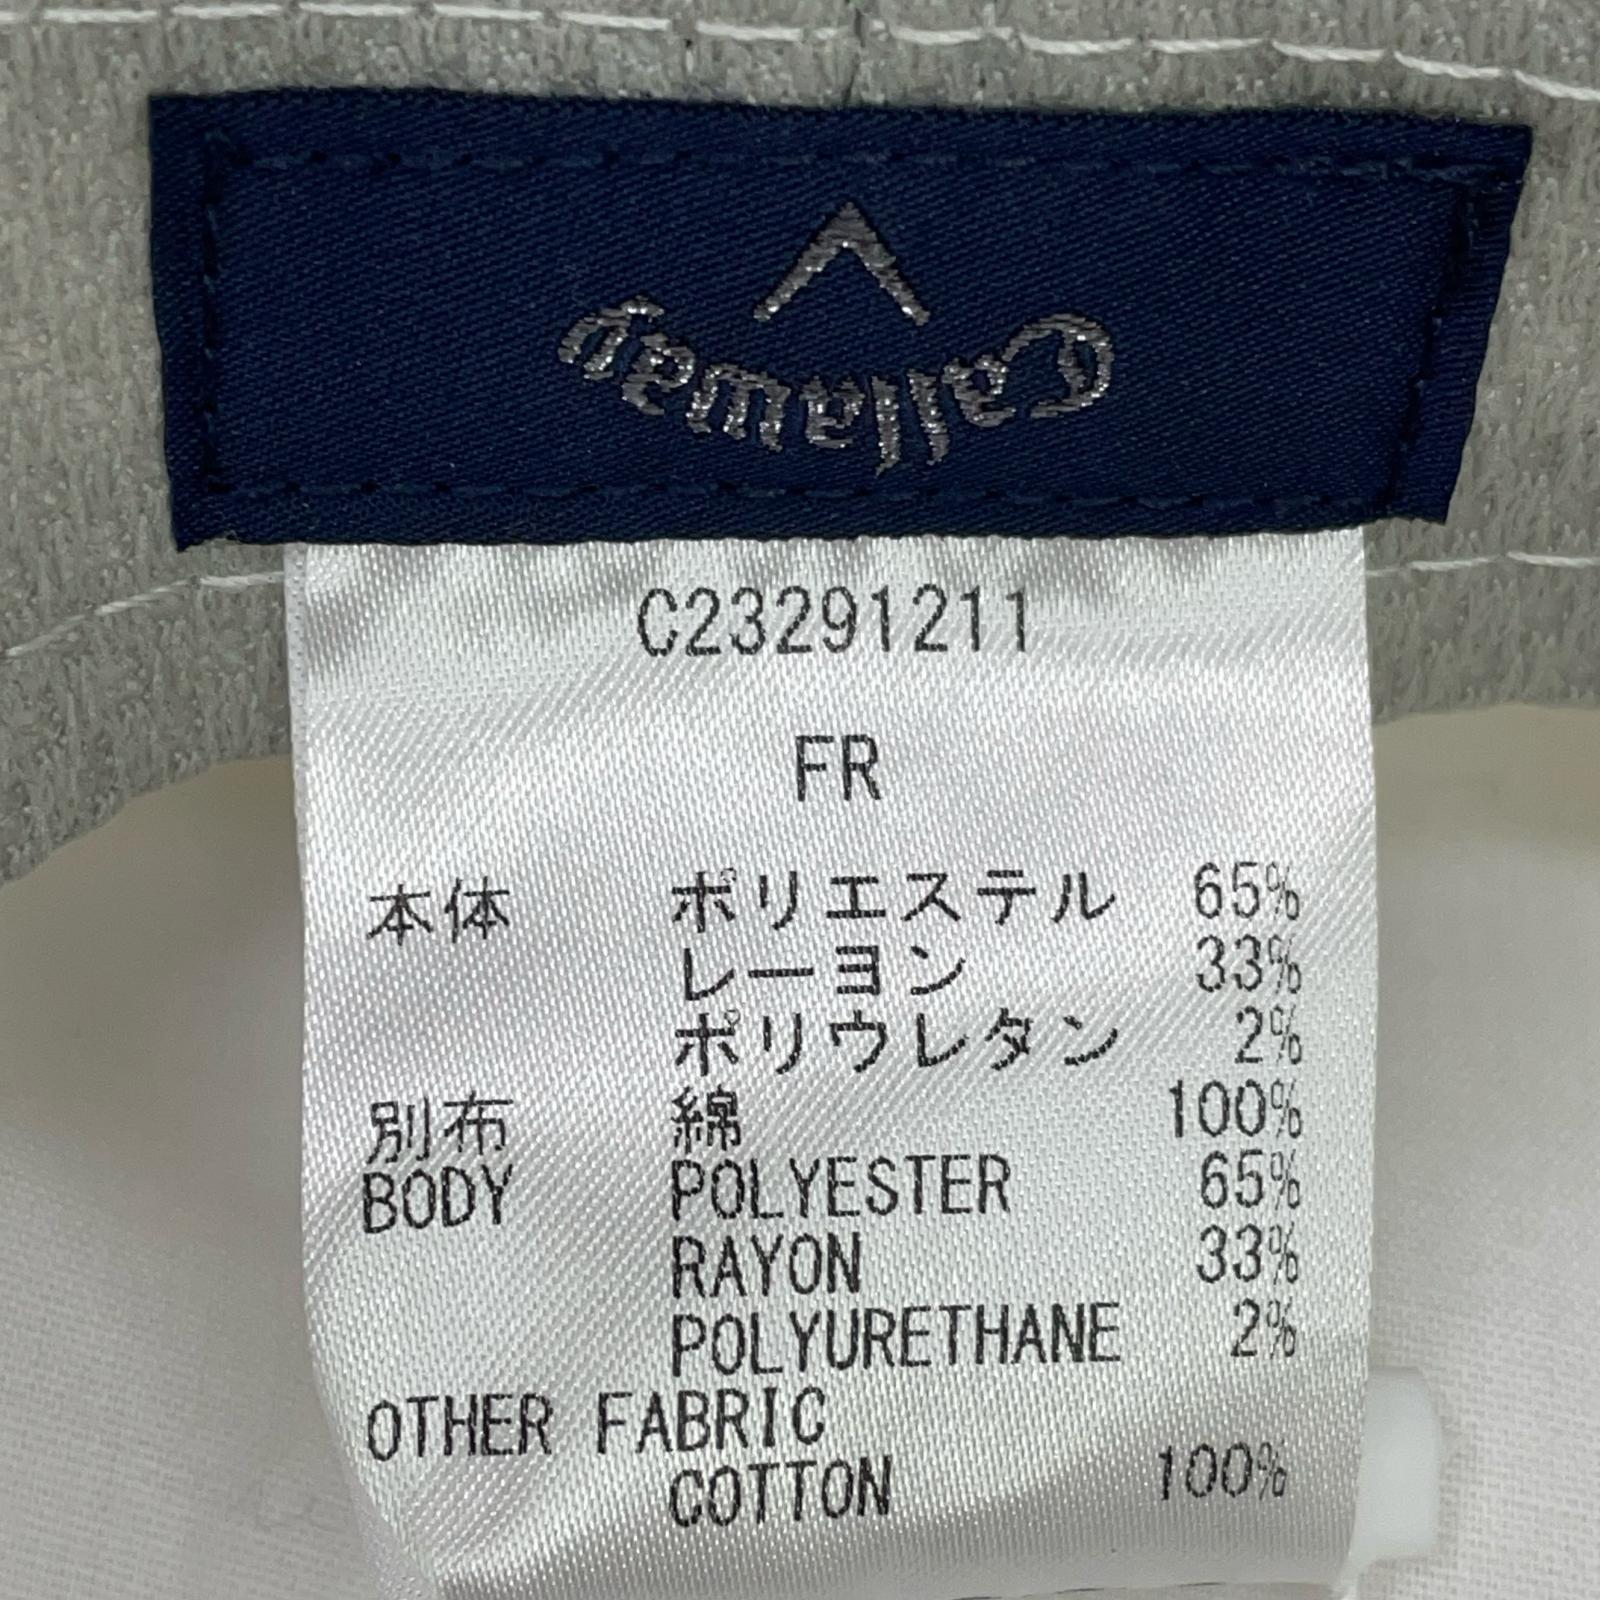 Callaway
C23291211
FR
本体 ポリエステル 65%
レーヨン 33%
ポリウレタン 2%
別布 綿 100%
BODY POLYESTER 65%
RAYON 33%
POLYURETHANE 2%
OTHER FABRIC
COTTON 100%